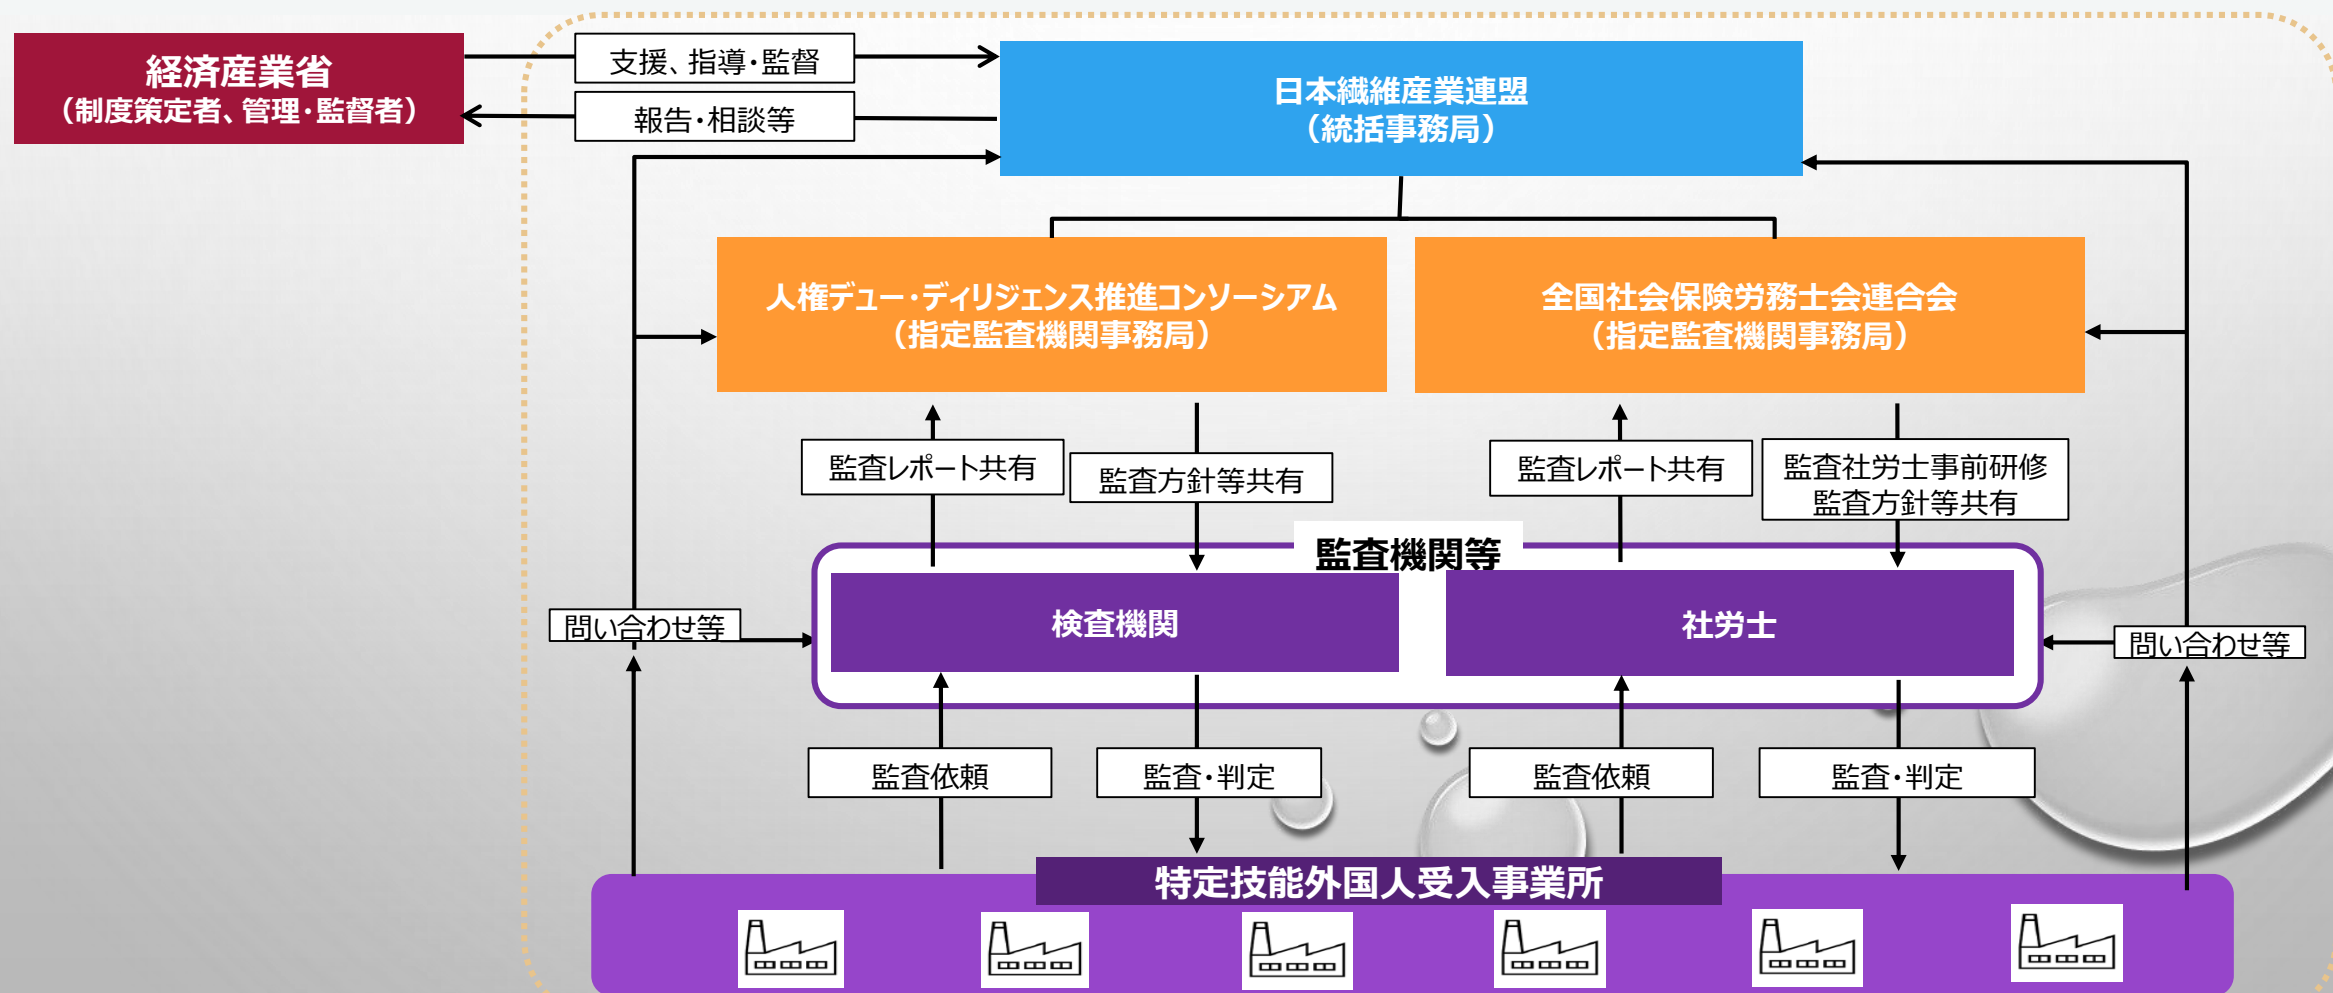 経済産業省
（制度策定者、管理・監督者）
支援、指導・監督
報告・相談等
日本繊維産業連盟
（統括事務局）
人権デュー・ディリジェンス推進コンソーシアム
（指定監査機関事務局）
全国社会保険労務士会連合会
（指定監査機関事務局）
監査レポート共有
監査方針等共有
監査レポート共有
監査社労士事前研修
監査方針等共有
監査機関等
検査機関
社労士
問い合わせ等
問い合わせ等
監査依頼
監査・判定
監査依頼
監査・判定
特定技能外国人受入事業所